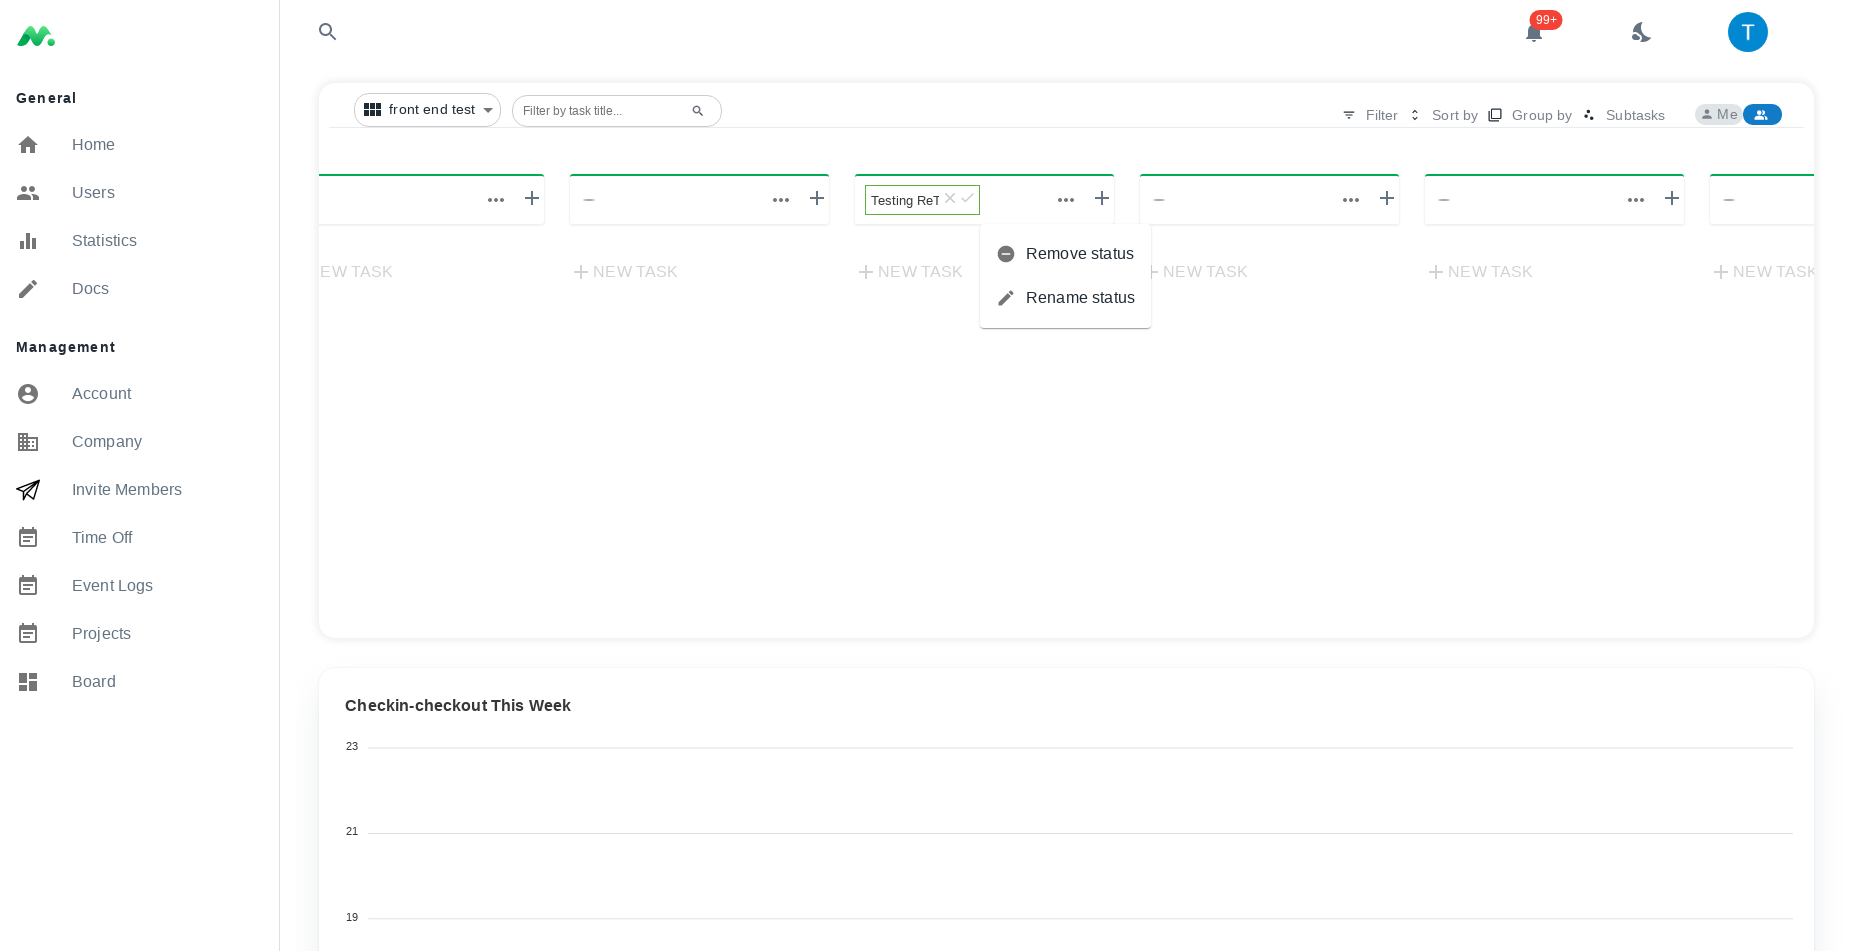 General
Home
Users
Statistics
Docs
Management
Account
Company
Invite Members
Time Off
Event Logs
Projects
Board
99+
T
front end test
Filter by task title...
Filter
Sort by
Group by
Subtasks
Me
Testing ReT
EW TASK
NEW TASK
NEW TASK
NEW TASK
NEW TASK
NEW TASK
Remove status
Rename status
Checkin-checkout This Week
23
21
19